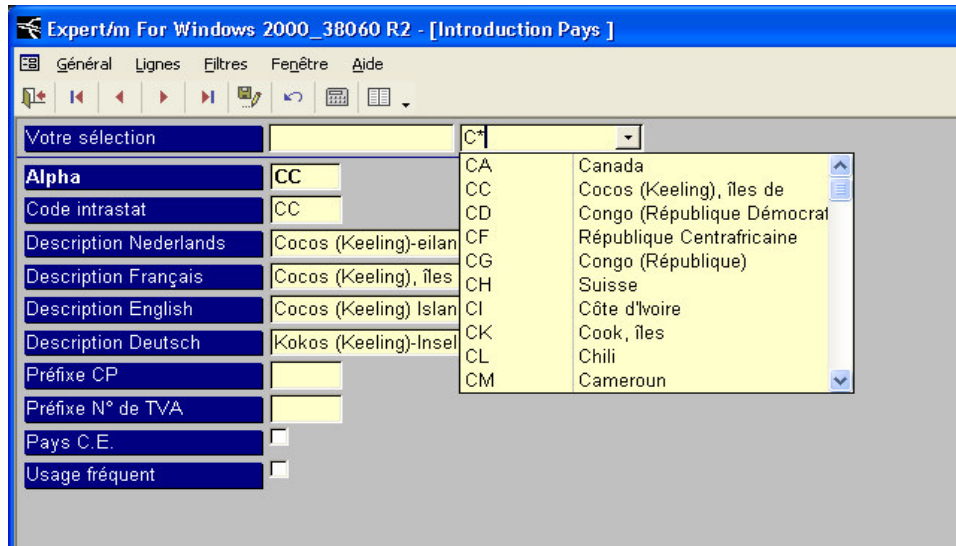 Expert/m For Windows 2000_38060 R2 - [Introduction Pays ]
Général Lignes Filtres Fenêtre Aide
Votre sélection C*
Alpha CC
Code intrastat CC
Description Nederlands Cocos (Keeling)-eilan
Description Français Cocos (Keeling), îles
Description English Cocos (Keeling) Islan
Description Deutsch Kokos (Keeling)-Insel
Préfixe CP
Préfixe N° de TVA
Pays C.E.
Usage fréquent
CA Canada
CC Cocos (Keeling), îles de
CD Congo (République Démocrat
CF République Centrafricaine
CG Congo (République)
CH Suisse
CI Côte d'Ivoire
CK Cook, îles
CL Chili
CM Cameroun